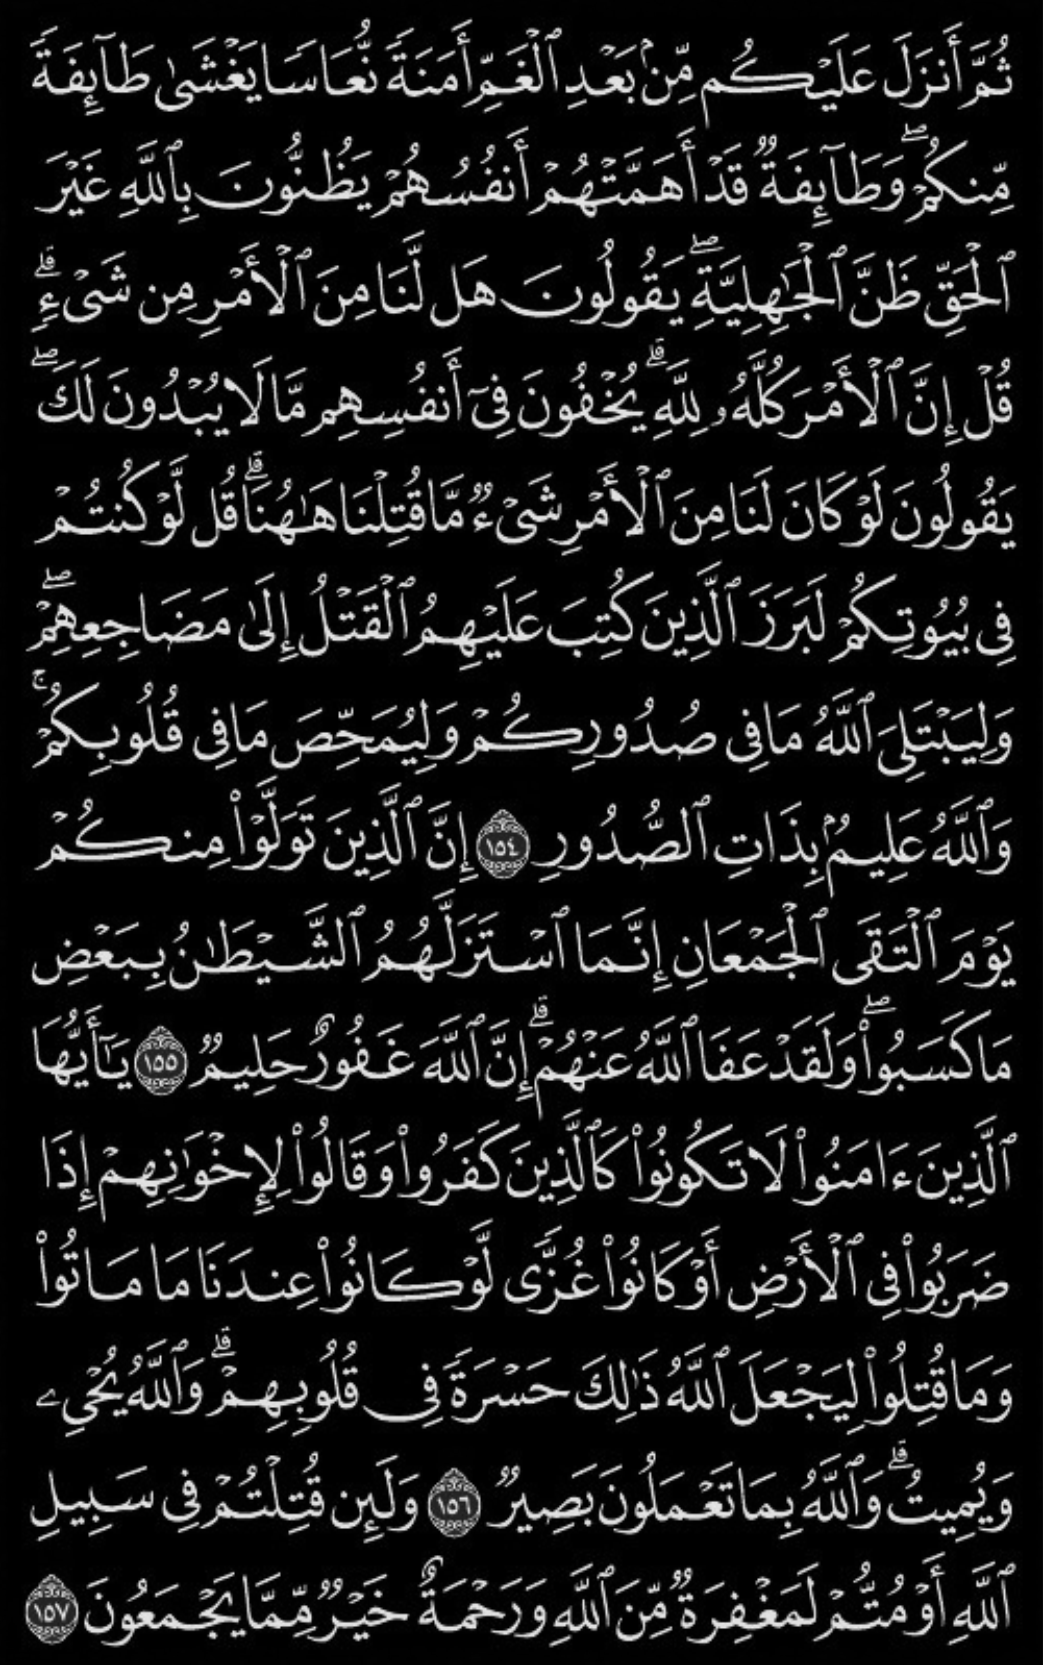 ثُمَّ أَنزَلَ عَلَيْكُم مِّنۢ بَعْدِ ٱلْغَمِّ أَمَنَةً نُّعَاسًا يَغْشَىٰ طَآئِفَةً
مِّنكُمْ ۖ وَطَآئِفَةٌ قَدْ أَهَمَّتْهُمْ أَنفُسُهُمْ يَظُنُّونَ بِٱللَّهِ غَيْرَ
ٱلْحَقِّ ظَنَّ ٱلْجَٰهِلِيَّةِ ۖ يَقُولُونَ هَل لَّنَا مِنَ ٱلْأَمْرِ مِن شَىْءٍ ۗ
قُلْ إِنَّ ٱلْأَمْرَ كُلَّهُۥ لِلَّهِ ۗ يُخْفُونَ فِىٓ أَنفُسِهِم مَّا لَا يُبْدُونَ لَكَ ۖ
يَقُولُونَ لَوْ كَانَ لَنَا مِنَ ٱلْأَمْرِ شَىْءٌ مَّا قُتِلْنَا هَٰهُنَا ۗ قُل لَّوْ كُنتُمْ
فِى بُيُوتِكُمْ لَبَرَزَ ٱلَّذِينَ كُتِبَ عَلَيْهِمُ ٱلْقَتْلُ إِلَىٰ مَضَاجِعِهِمْ ۖ
وَلِيَبْتَلِىَ ٱللَّهُ مَا فِى صُدُورِكُمْ وَلِيُمَحِّصَ مَا فِى قُلُوبِكُمْ ۚ
وَٱللَّهُ عَلِيمٌۢ بِذَاتِ ٱلصُّدُورِ ١٥٤ إِنَّ ٱلَّذِينَ تَوَلَّوْا۟ مِنكُمْ
يَوْمَ ٱلْتَقَى ٱلْجَمْعَانِ إِنَّمَا ٱسْتَزَلَّهُمُ ٱلشَّيْطَٰنُ بِبَعْضِ
مَا كَسَبُوا۟ ۖ وَلَقَدْ عَفَا ٱللَّهُ عَنْهُمْ ۗ إِنَّ ٱللَّهَ غَفُورٌ حَلِيمٌ ١٥٥ يَٰٓأَيُّهَا
ٱلَّذِينَ ءَامَنُوا۟ لَا تَكُونُوا۟ كَٱلَّذِينَ كَفَرُوا۟ وَقَالُوا۟ لِإِخْوَٰنِهِمْ إِذَا
ضَرَبُوا۟ فِى ٱلْأَرْضِ أَوْ كَانُوا۟ غُزًّى لَّوْ كَانُوا۟ عِندَنَا مَا مَاتُوا۟
وَمَا قُتِلُوا۟ لِيَجْعَلَ ٱللَّهُ ذَٰلِكَ حَسْرَةً فِى قُلُوبِهِمْ ۗ وَٱللَّهُ يُحْىِۦ
وَيُمِيتُ ۗ وَٱللَّهُ بِمَا تَعْمَلُونَ بَصِيرٌ ١٥٦ وَلَئِن قُتِلْتُمْ فِى سَبِيلِ
ٱللَّهِ أَوْ مُتُّمْ لَمَغْفِرَةٌ مِّنَ ٱللَّهِ وَرَحْمَةٌ خَيْرٌ مِّمَّا يَجْمَعُونَ ١٥٧